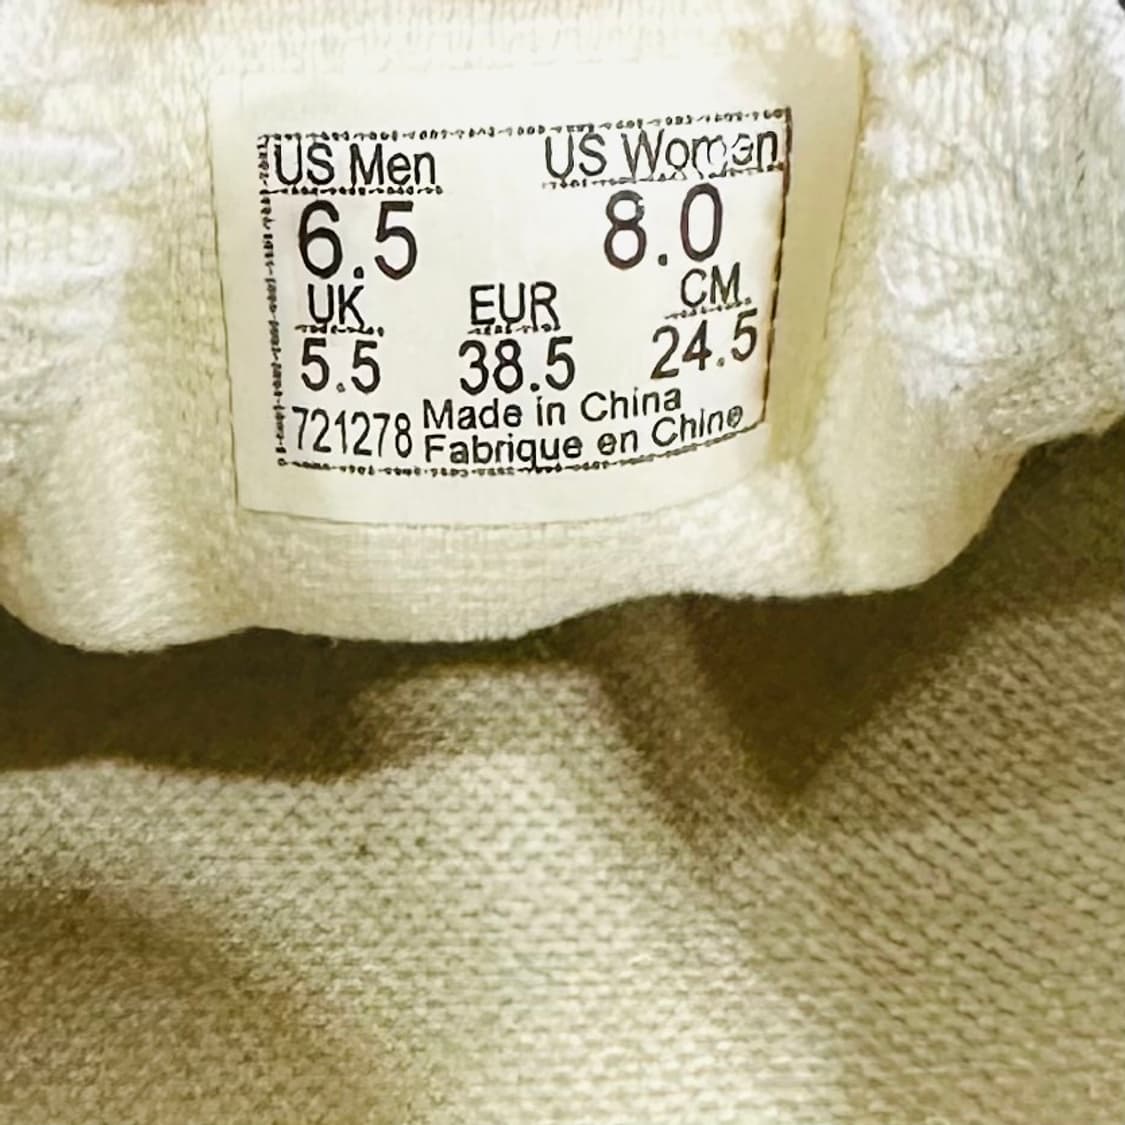 US Men US Women
6.5 8.0
UK EUR CM
5.5 38.5 24.5
721278 Made in China
Fabrique en Chine